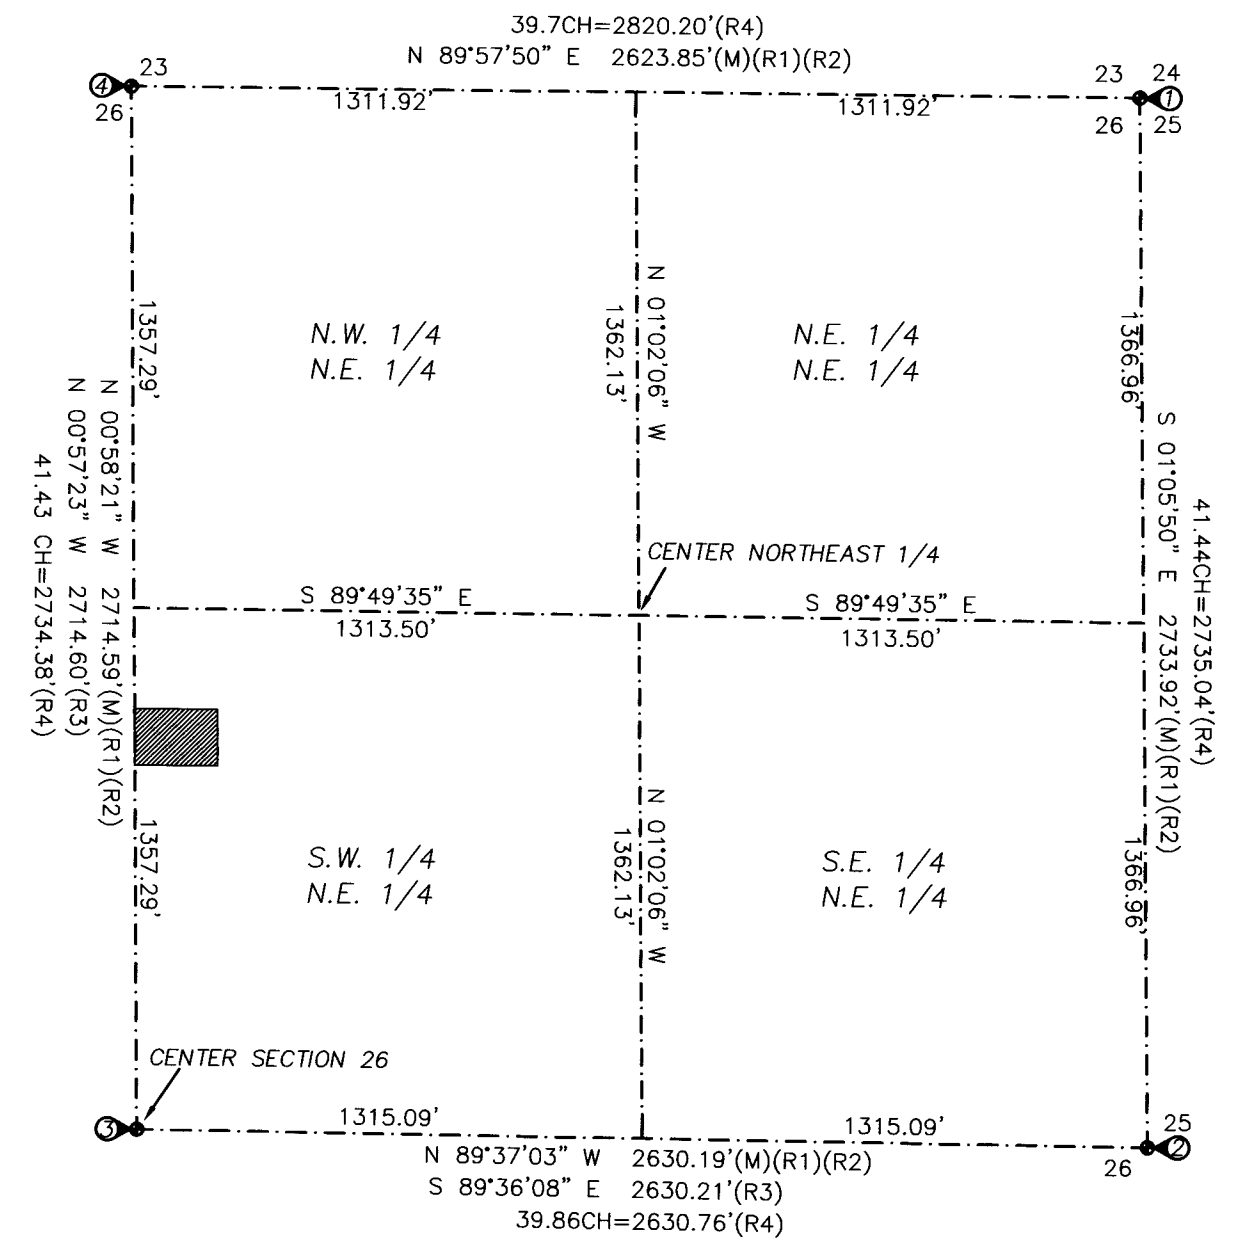 39.7CH=2820.20'(R4)
N 89°57'50" E 2623.85'(M)(R1)(R2)
4
23
26
1311.92'
1311.92'
23 24
26 25
1
N 01°02'06" W
1362.13'
1357.29'
1366.96'
N.W. 1/4
N.E. 1/4
N.E. 1/4
N.E. 1/4
N 00°58'21" W 2714.59'(M)(R1)(R2)
N 00°57'23" W 2714.60'(R3)
41.43 CH=2734.38'(R4)
S 01°05'50" E 2733.92'(M)(R1)(R2)
41.44CH=2735.04'(R4)
CENTER NORTHEAST 1/4
S 89°49'35" E
1313.50'
S 89°49'35" E
1313.50'
N 01°02'06" W
1362.13'
1357.29'
1366.96'
S.W. 1/4
N.E. 1/4
S.E. 1/4
N.E. 1/4
CENTER SECTION 26
3
1315.09'
1315.09'
25
2
26
N 89°37'03" W 2630.19'(M)(R1)(R2)
S 89°36'08" E 2630.21'(R3)
39.86CH=2630.76'(R4)